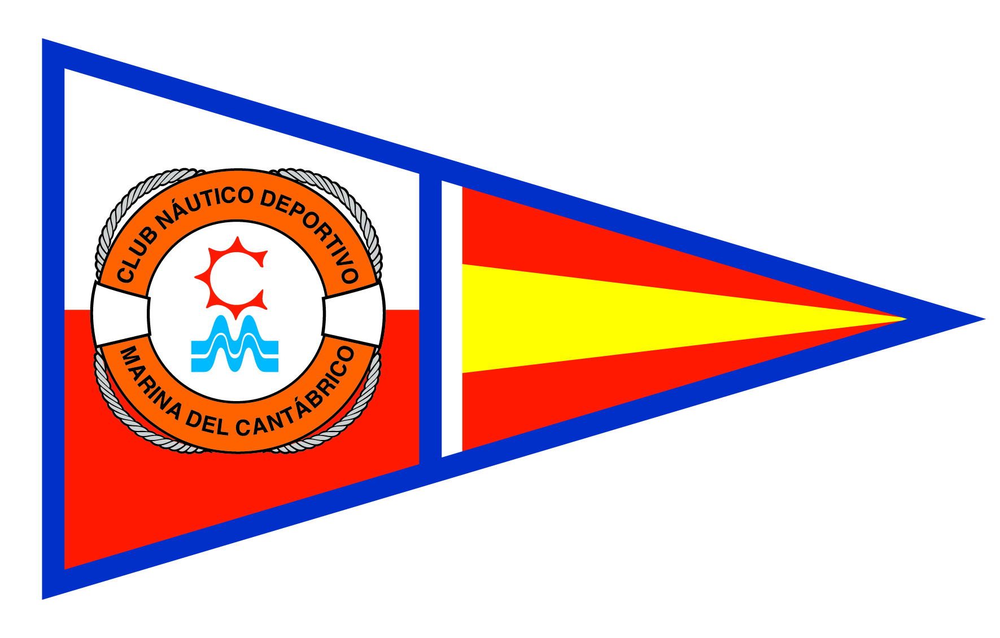 CLUB NÁUTICO DEPORTIVO
MARINA DEL CANTÁBRICO